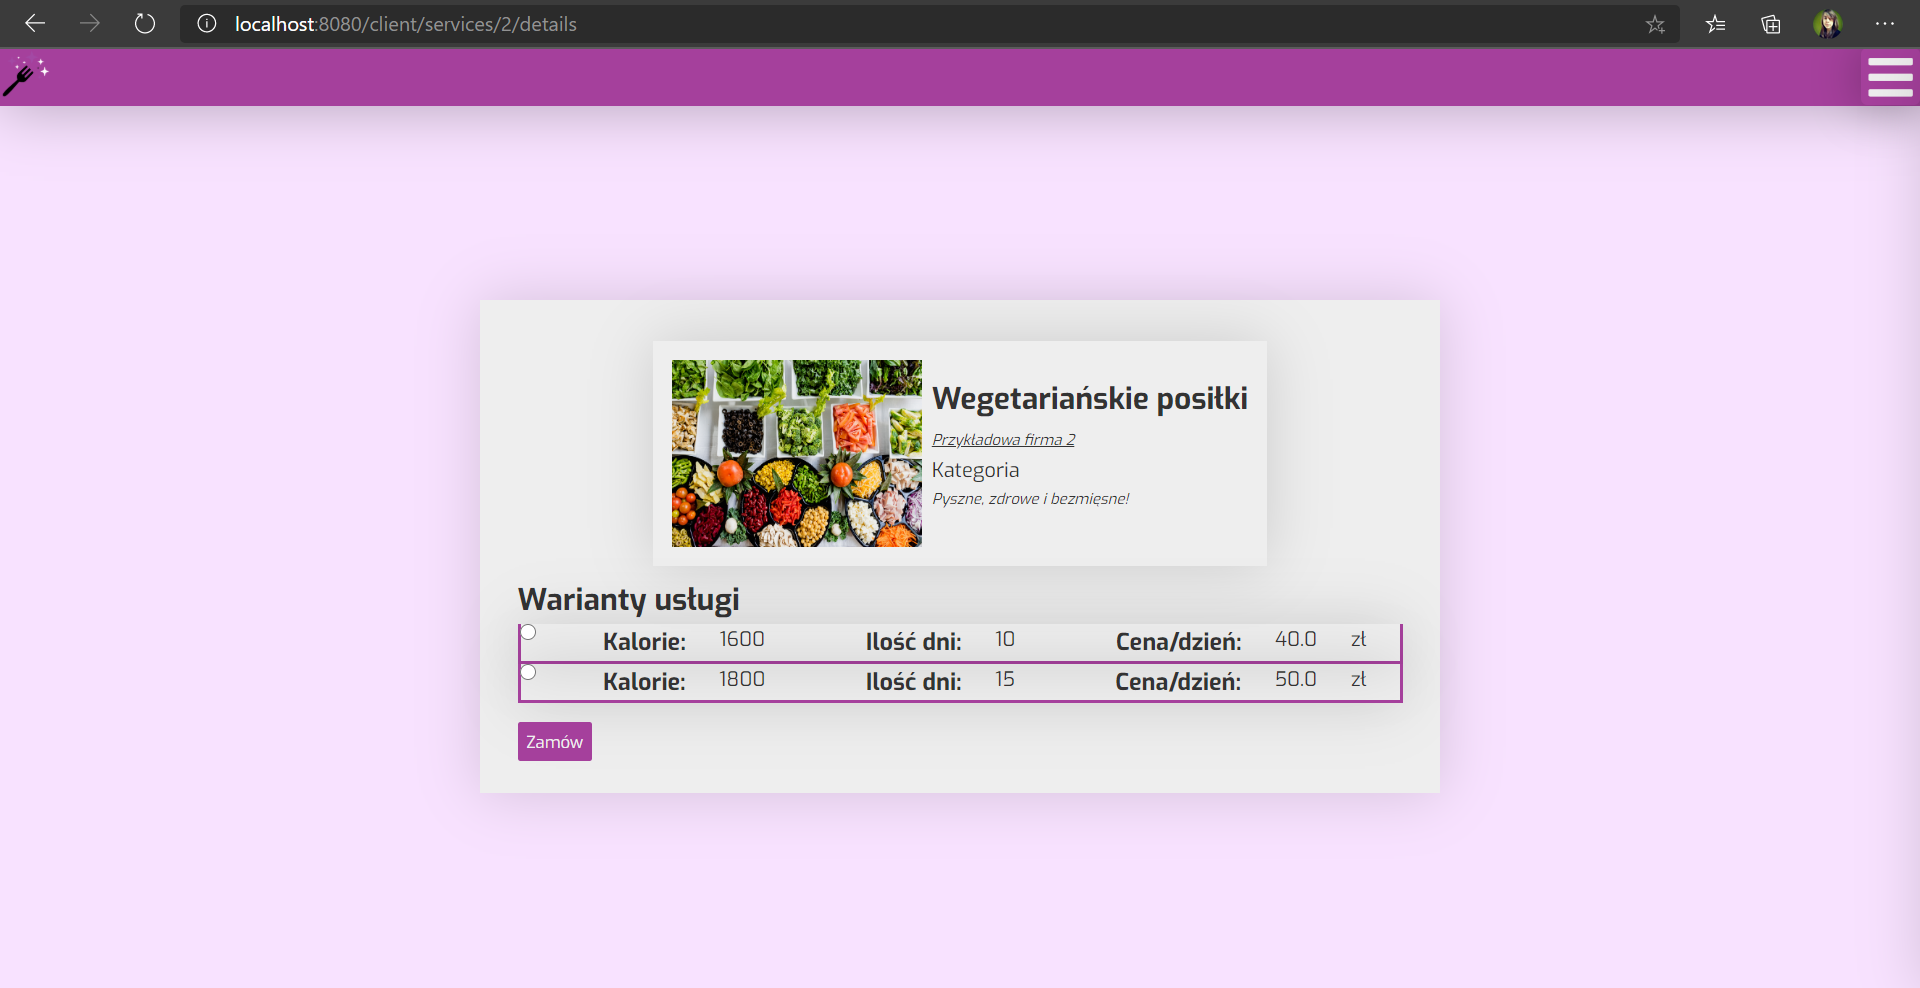 localhost:8080/client/services/2/details
Wegetariańskie posiłki
Przykładowa firma 2
Kategoria
Pyszne, zdrowe i bezmięsne!
Warianty usługi
Kalorie: 1600 Ilość dni: 10 Cena/dzień: 40.0 zł
Kalorie: 1800 Ilość dni: 15 Cena/dzień: 50.0 zł
Zamów